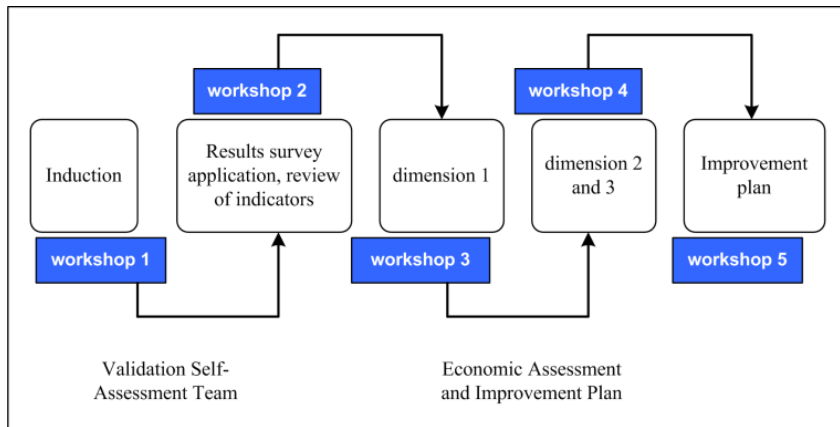 workshop 2
workshop 4
Induction
Results survey
application, review
of indicators
dimension 1
dimension 2
and 3
Improvement
plan
workshop 1
workshop 3
workshop 5
Validation Self-
Assessment Team
Economic Assessment
and Improvement Plan